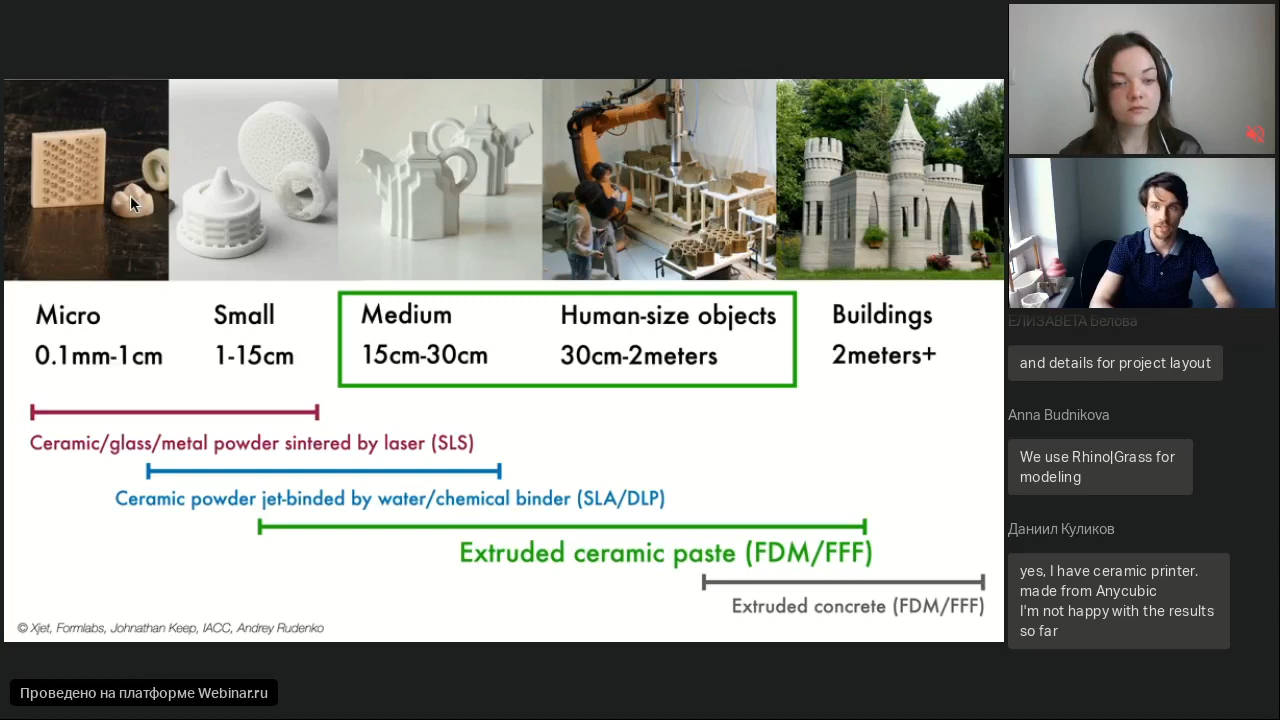 Micro
0.1mm-1cm
Small
1-15cm
Medium
15cm-30cm
Human-size objects
30cm-2meters
Buildings
2meters+
Ceramic/glass/metal powder sintered by laser (SLS)
Ceramic powder jet-binded by water/chemical binder (SLA/DLP)
Extruded ceramic paste (FDM/FFF)
Extruded concrete (FDM/FFF)
© Xjet, Formlabs, Johnathan Keep, IACC, Andrey Rudenko
Проведено на платформе Webinar.ru
ЕЛИЗАВЕТА Белова
and details for project layout
Anna Budnikova
We use Rhino|Grass for
modeling
Даниил Куликов
yes, I have ceramic printer.
made from Anycubic
I'm not happy with the results
so far